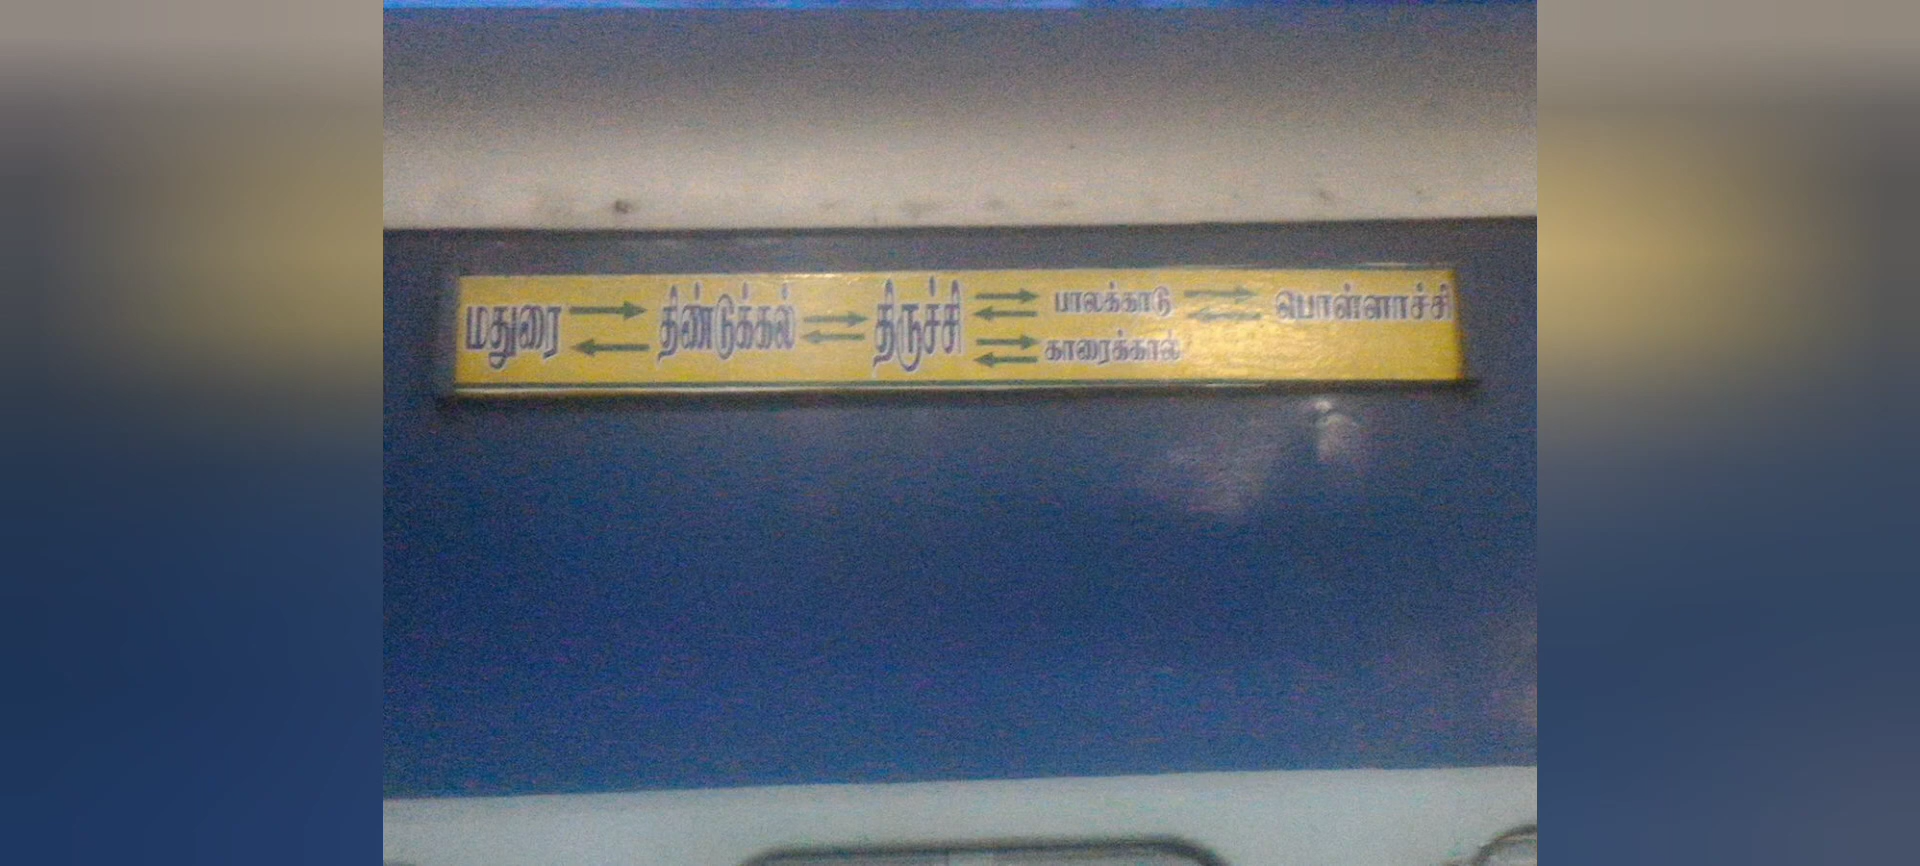 மதுரை திண்டுக்கல் திருச்சி பாலக்காடு பொள்ளாச்சி
காரைக்கால்